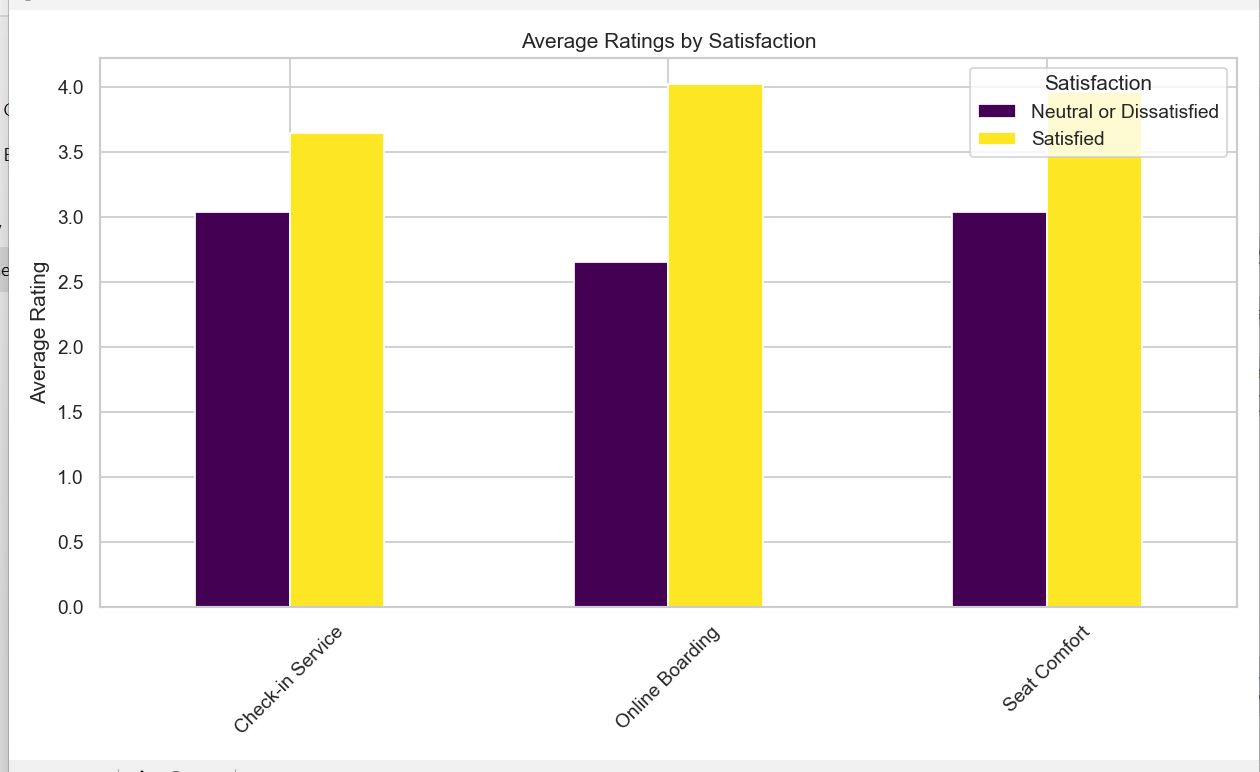 Average Ratings by Satisfaction
Satisfaction
Neutral or Dissatisfied
Satisfied
4.0
3.5
3.0
2.5
2.0
1.5
1.0
0.5
0.0
Average Rating
Check-in Service
Online Boarding
Seat Comfort